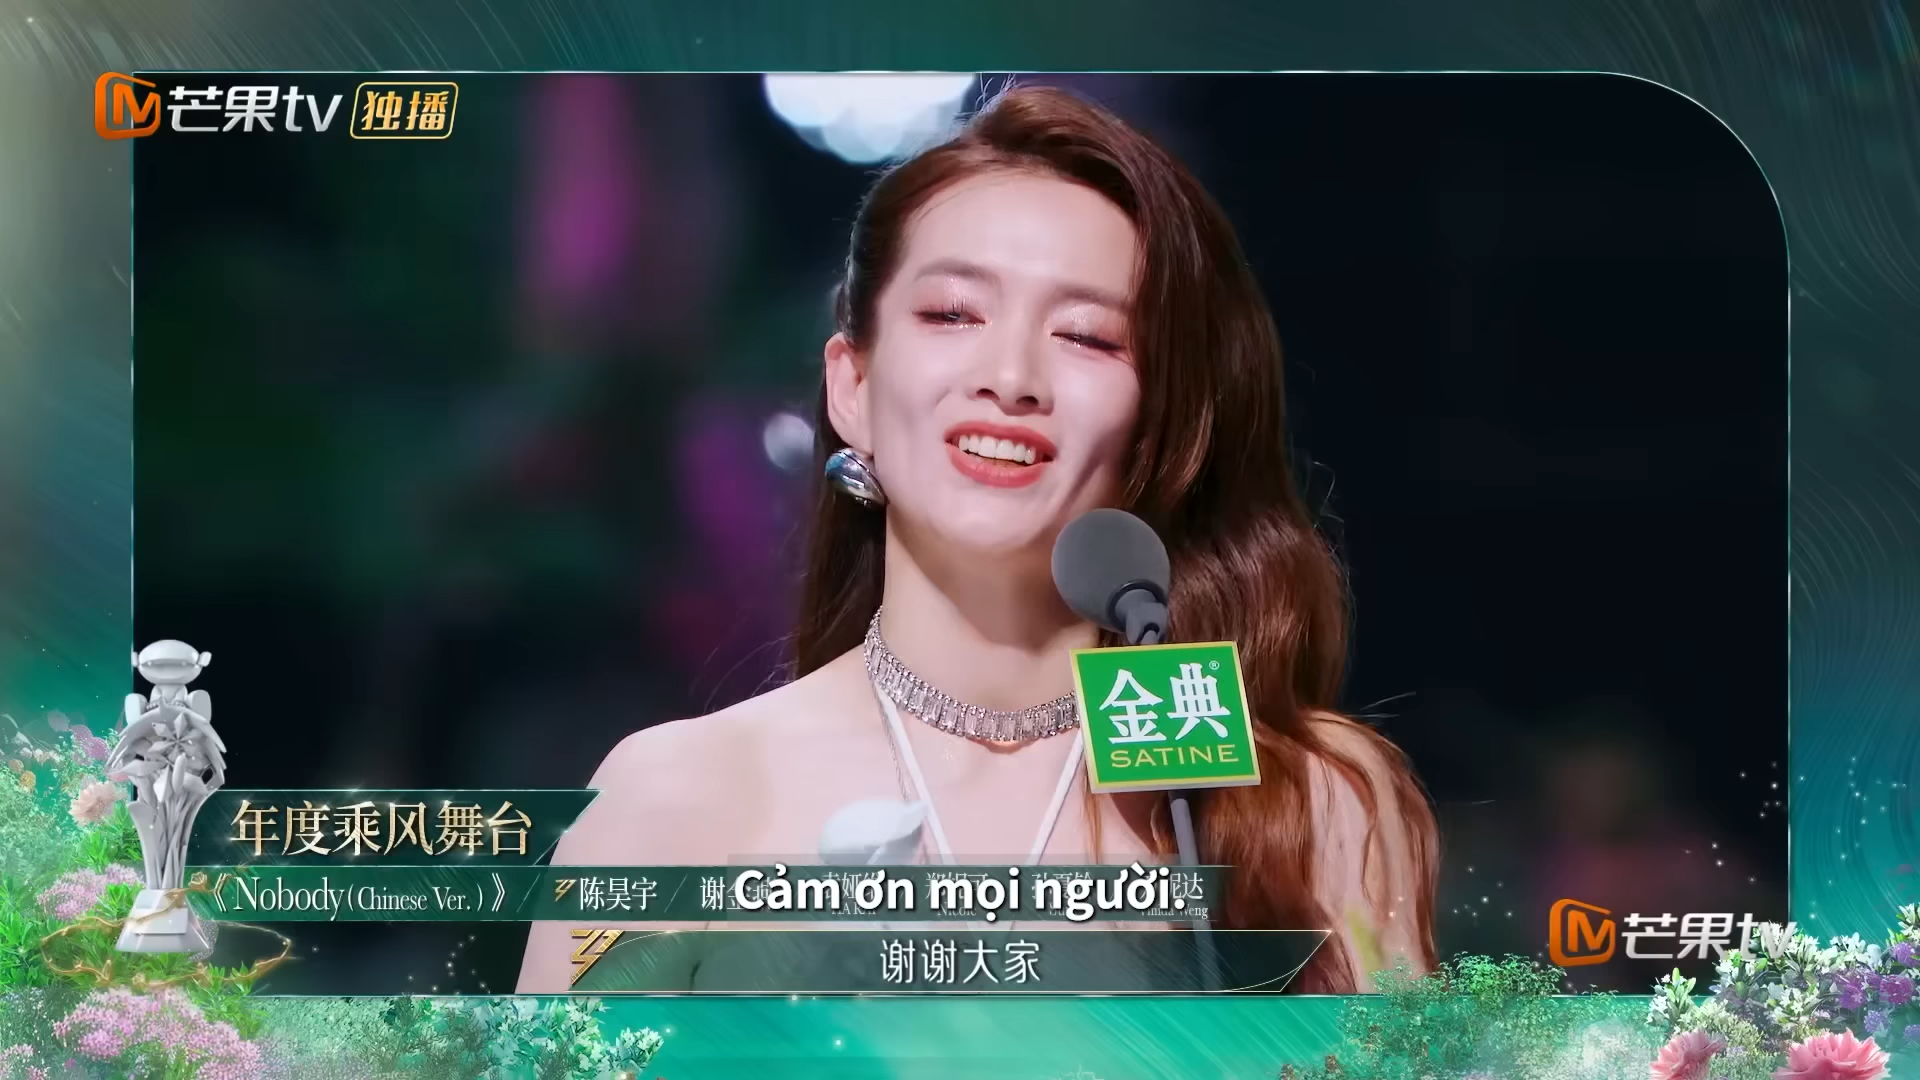 芒果tv 独播
金典®
SATINE
年度乘风舞台
《Nobody(Chinese Ver.)》/ 陈昊宇 / 谢
Cảm ơn mọi người.
谢谢大家
芒果tv